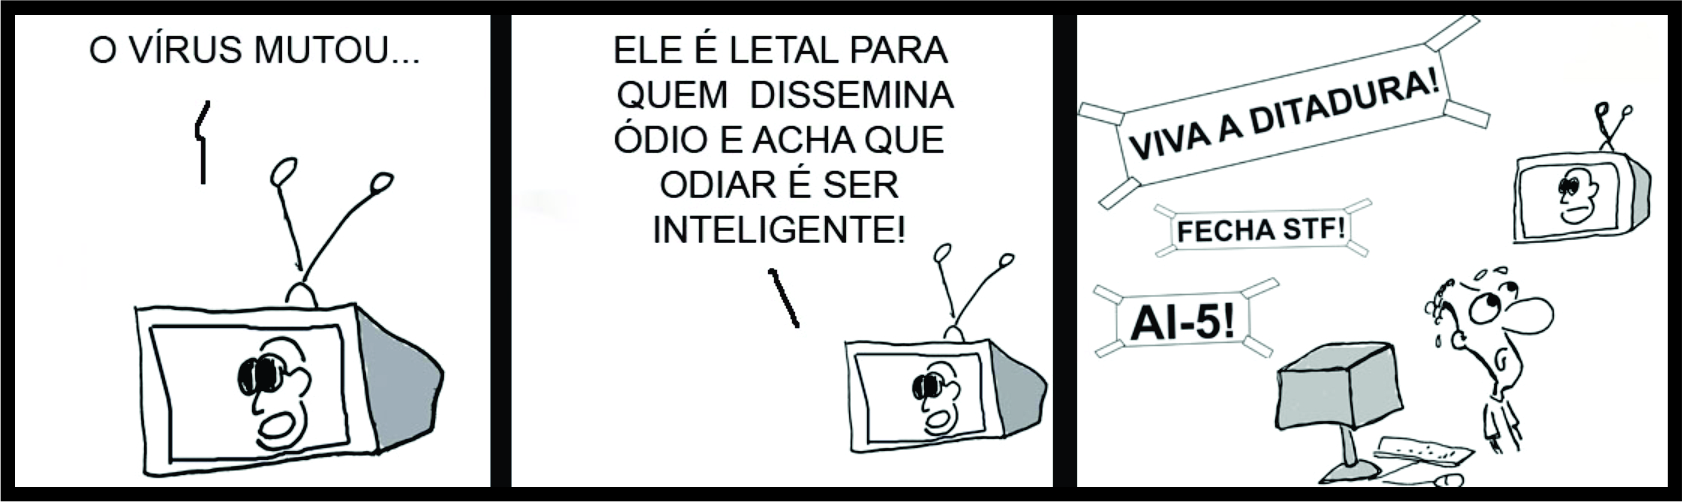 O VÍRUS MUTOU...
ELE É LETAL PARA
QUEM DISSEMINA
ÓDIO E ACHA QUE
ODIAR É SER
INTELIGENTE!
VIVA A DITADURA!
FECHA STF!
AI-5!